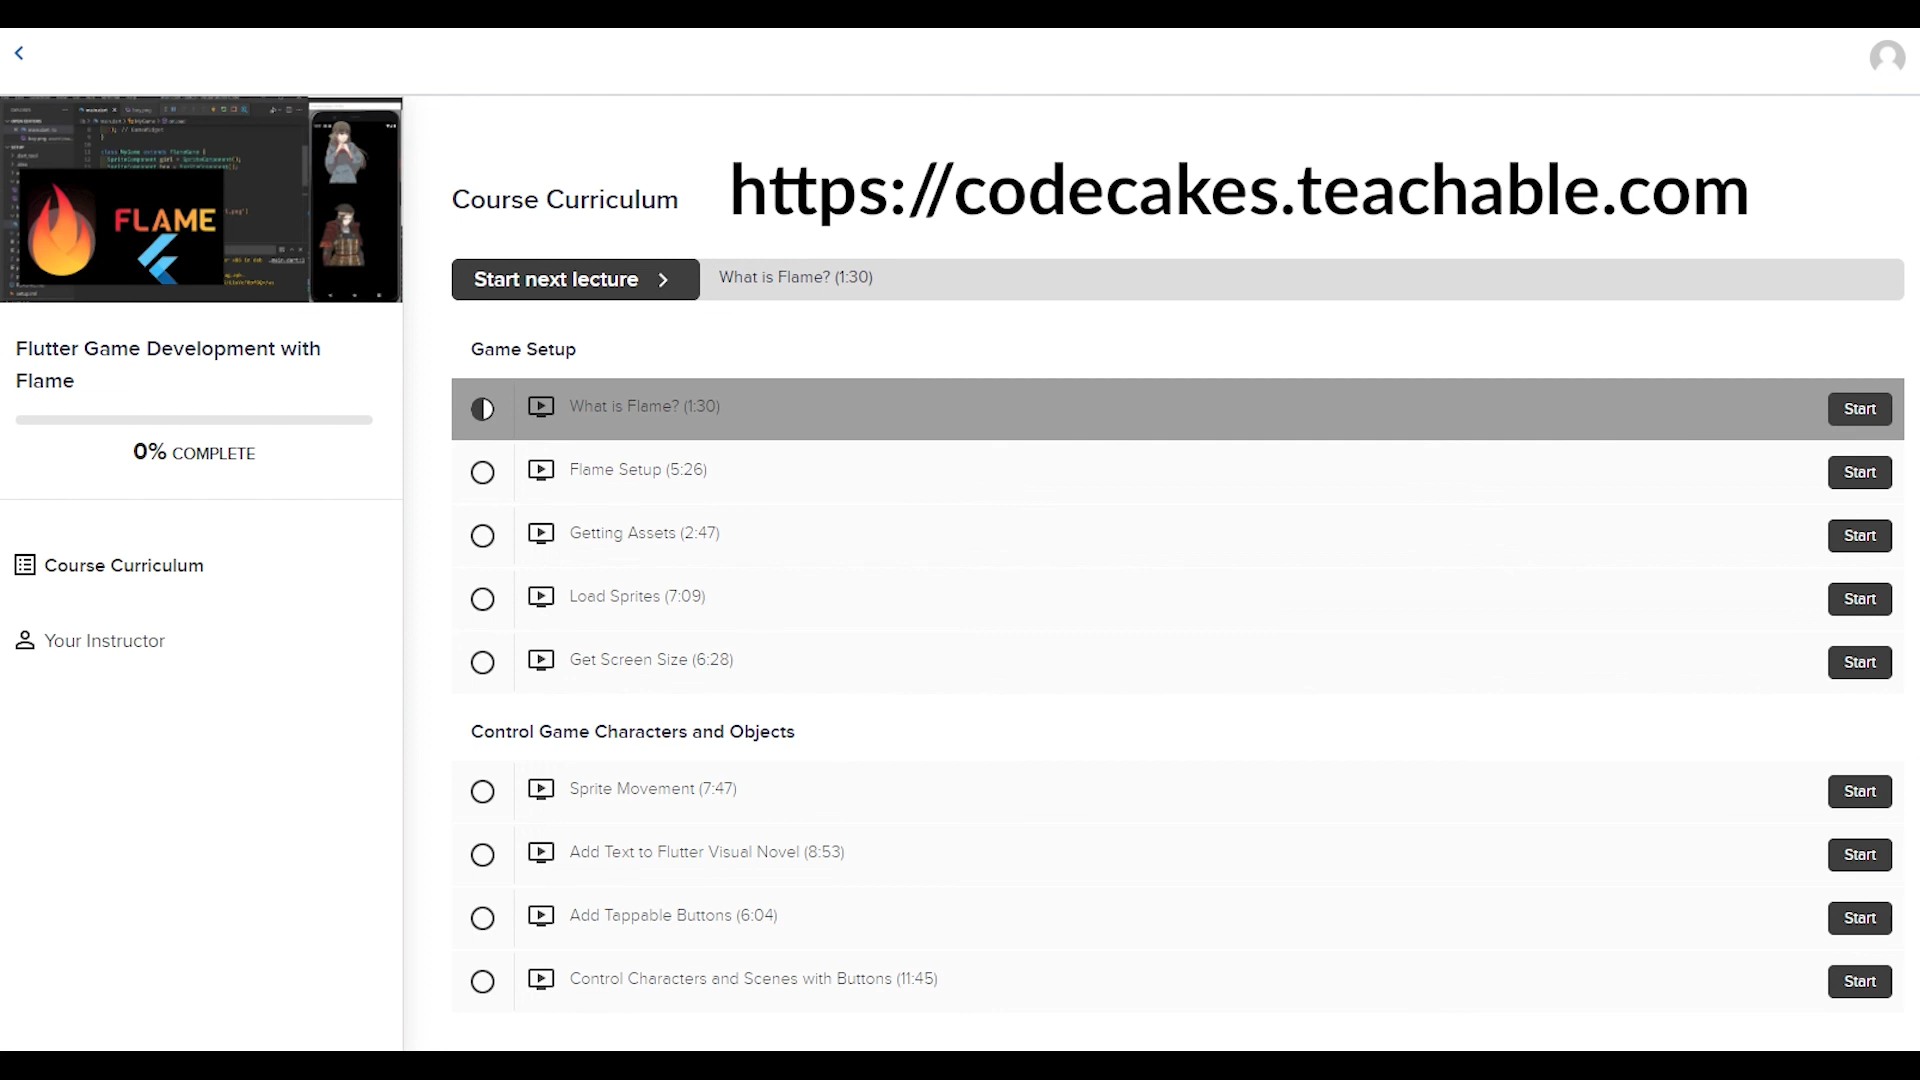 FLAME
Flutter Game Development with
Flame
0% COMPLETE
Course Curriculum
Your Instructor
Course Curriculum
https://codecakes.teachable.com
Start next lecture
What is Flame? (1:30)
Game Setup
What is Flame? (1:30)
Start
Flame Setup (5:26)
Start
Getting Assets (2:47)
Start
Load Sprites (7:09)
Start
Get Screen Size (6:28)
Start
Control Game Characters and Objects
Sprite Movement (7:47)
Start
Add Text to Flutter Visual Novel (8:53)
Start
Add Tappable Buttons (6:04)
Start
Control Characters and Scenes with Buttons (11:45)
Start